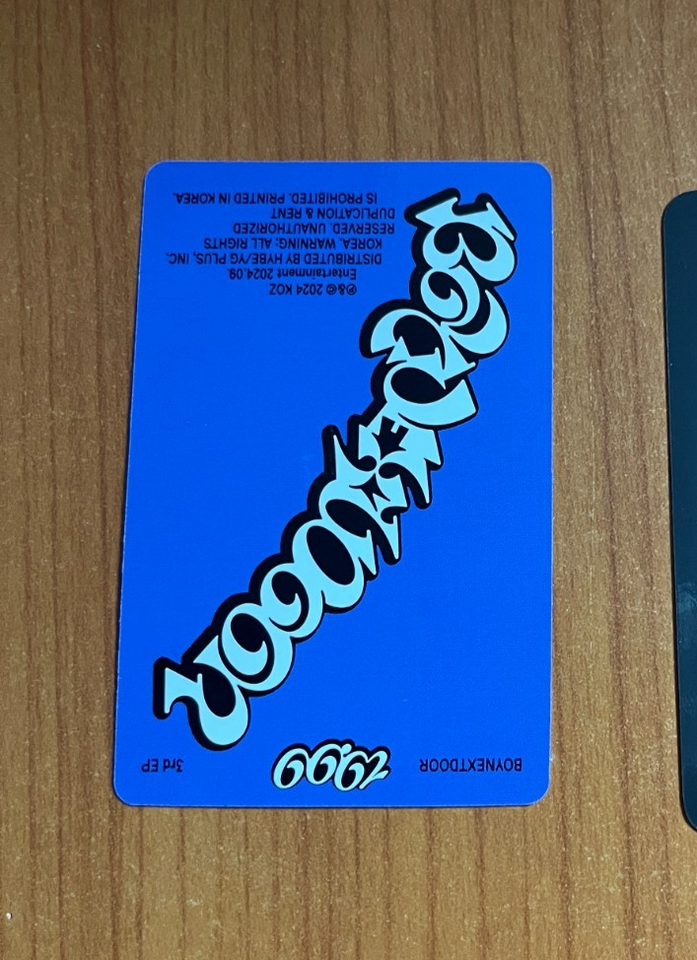 BOYNEXTDOOR 19.99 3rd EP
BOYNEXTDOOR
℗&© 2024 KOZ
Entertainment 2024.09.
DISTRIBUTED BY HYBE/YG PLUS, INC.
KOREA. WARNING: ALL RIGHTS
RESERVED. UNAUTHORIZED
DUPLICATION & RENT
IS PROHIBITED. PRINTED IN KOREA.